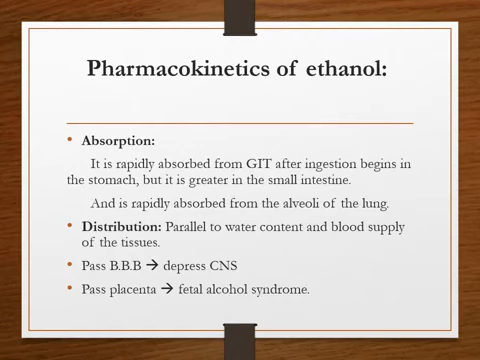 Pharmacokinetics of ethanol:
• Absorption:
It is rapidly absorbed from GIT after ingestion begins in
the stomach, but it is greater in the small intestine.
And is rapidly absorbed from the alveoli of the lung.
• Distribution: Parallel to water content and blood supply
of the tissues.
• Pass B.B.B → depress CNS
• Pass placenta → fetal alcohol syndrome.